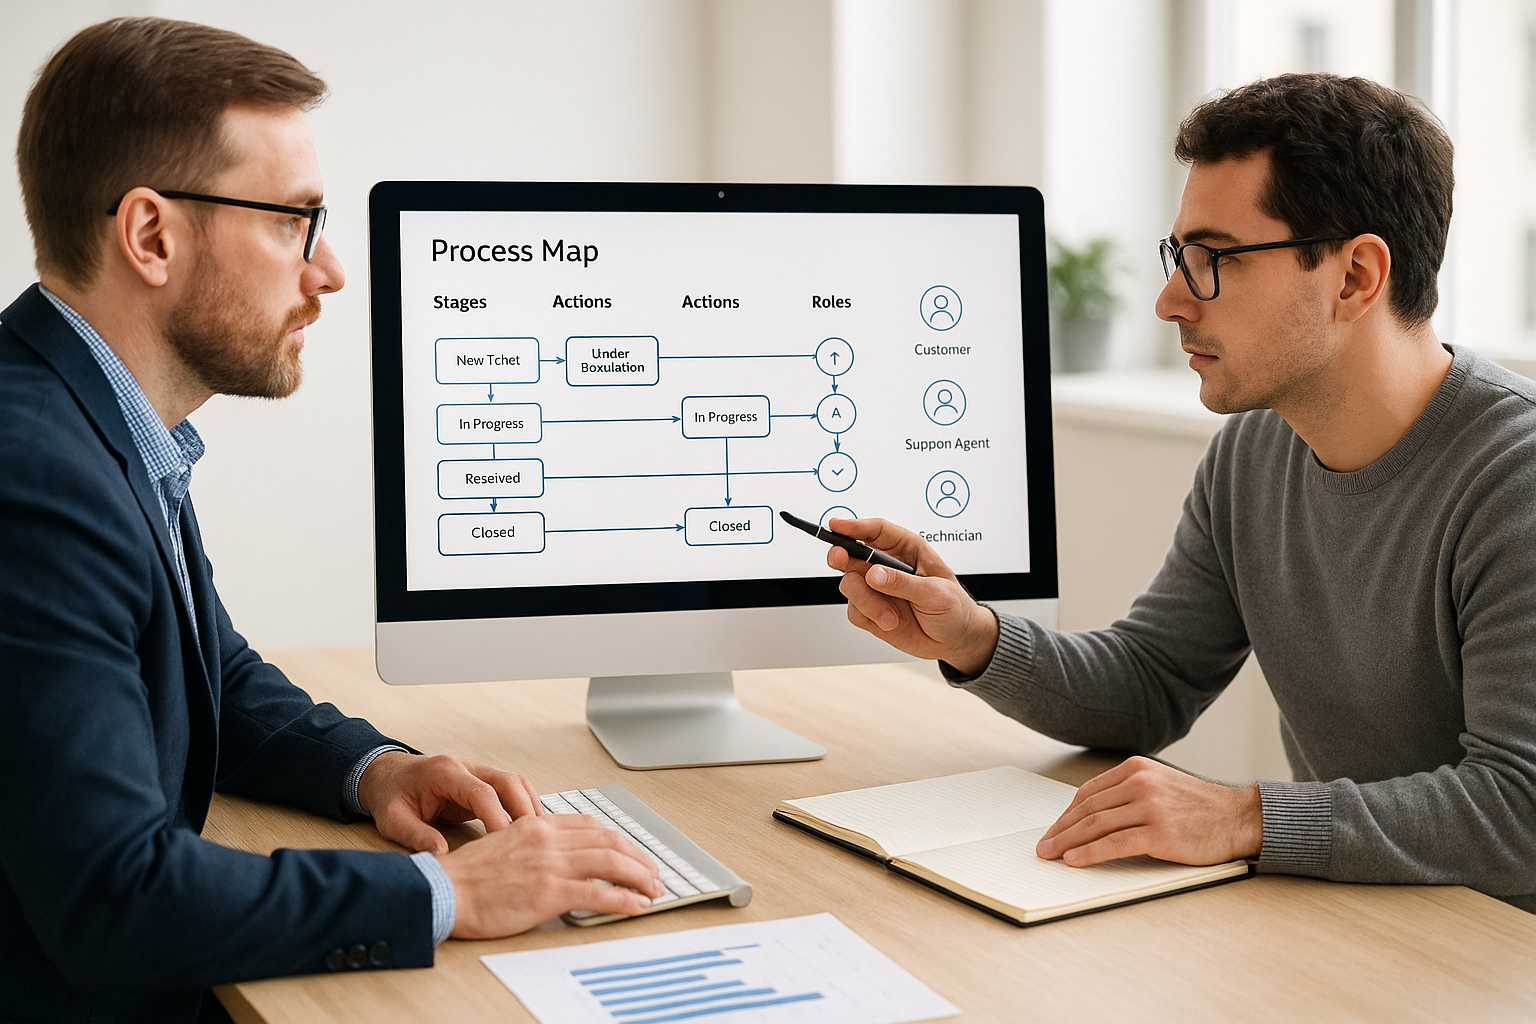 Process Map
Stages
Actions
Actions
Roles
New Tchet
Under
Boxulation
In Progress
In Progress
A
Reseived
Closed
Closed
Customer
Suppon Agent
Sechnician